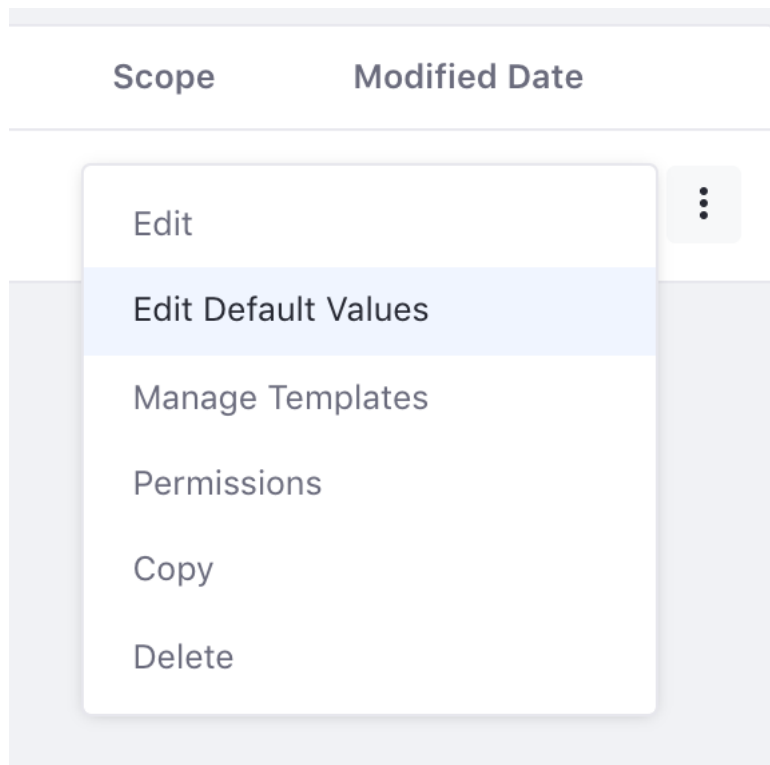 Scope Modified Date
Edit
Edit Default Values
Manage Templates
Permissions
Copy
Delete